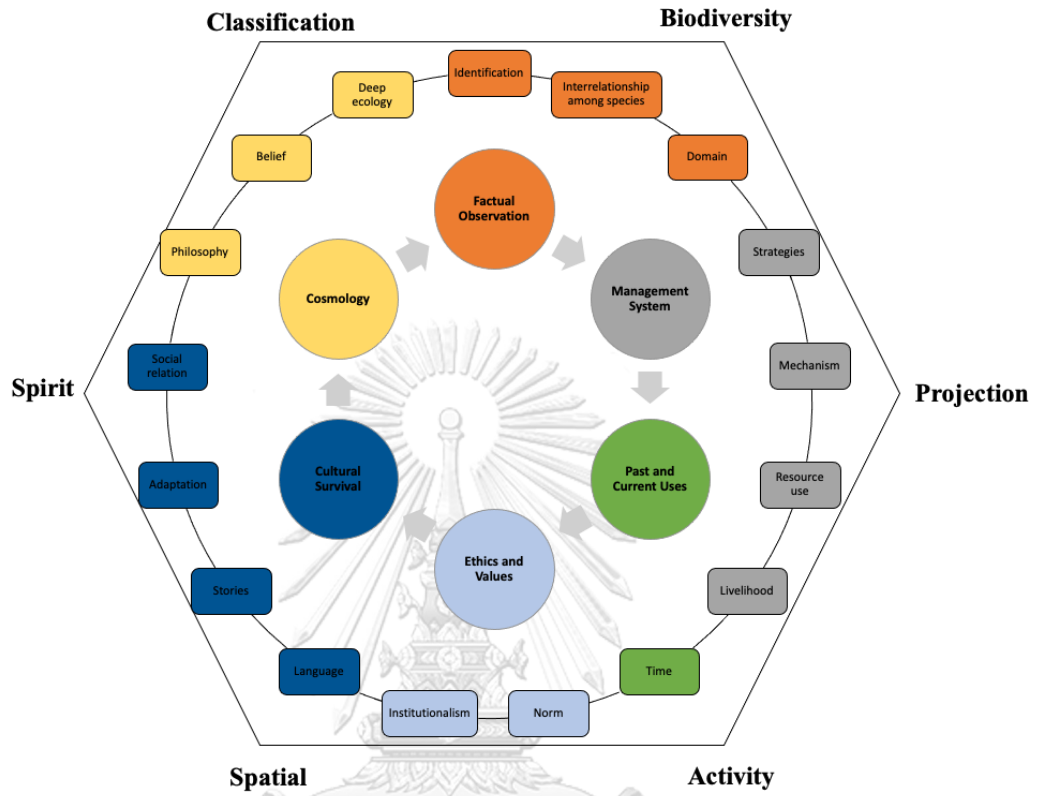 Classification
Biodiversity
Identification
Deep
ecology
Interrelationship
among species
Belief
Domain
Factual
Observation
Philosophy
Strategies
Cosmology
Management
System
Social
relation
Mechanism
Spirit
Projection
Cultural
Survival
Past and
Current Uses
Adaptation
Resource
use
Ethics and
Values
Stories
Livelihood
Language
Time
Institutionalism
Norm
Spatial
Activity